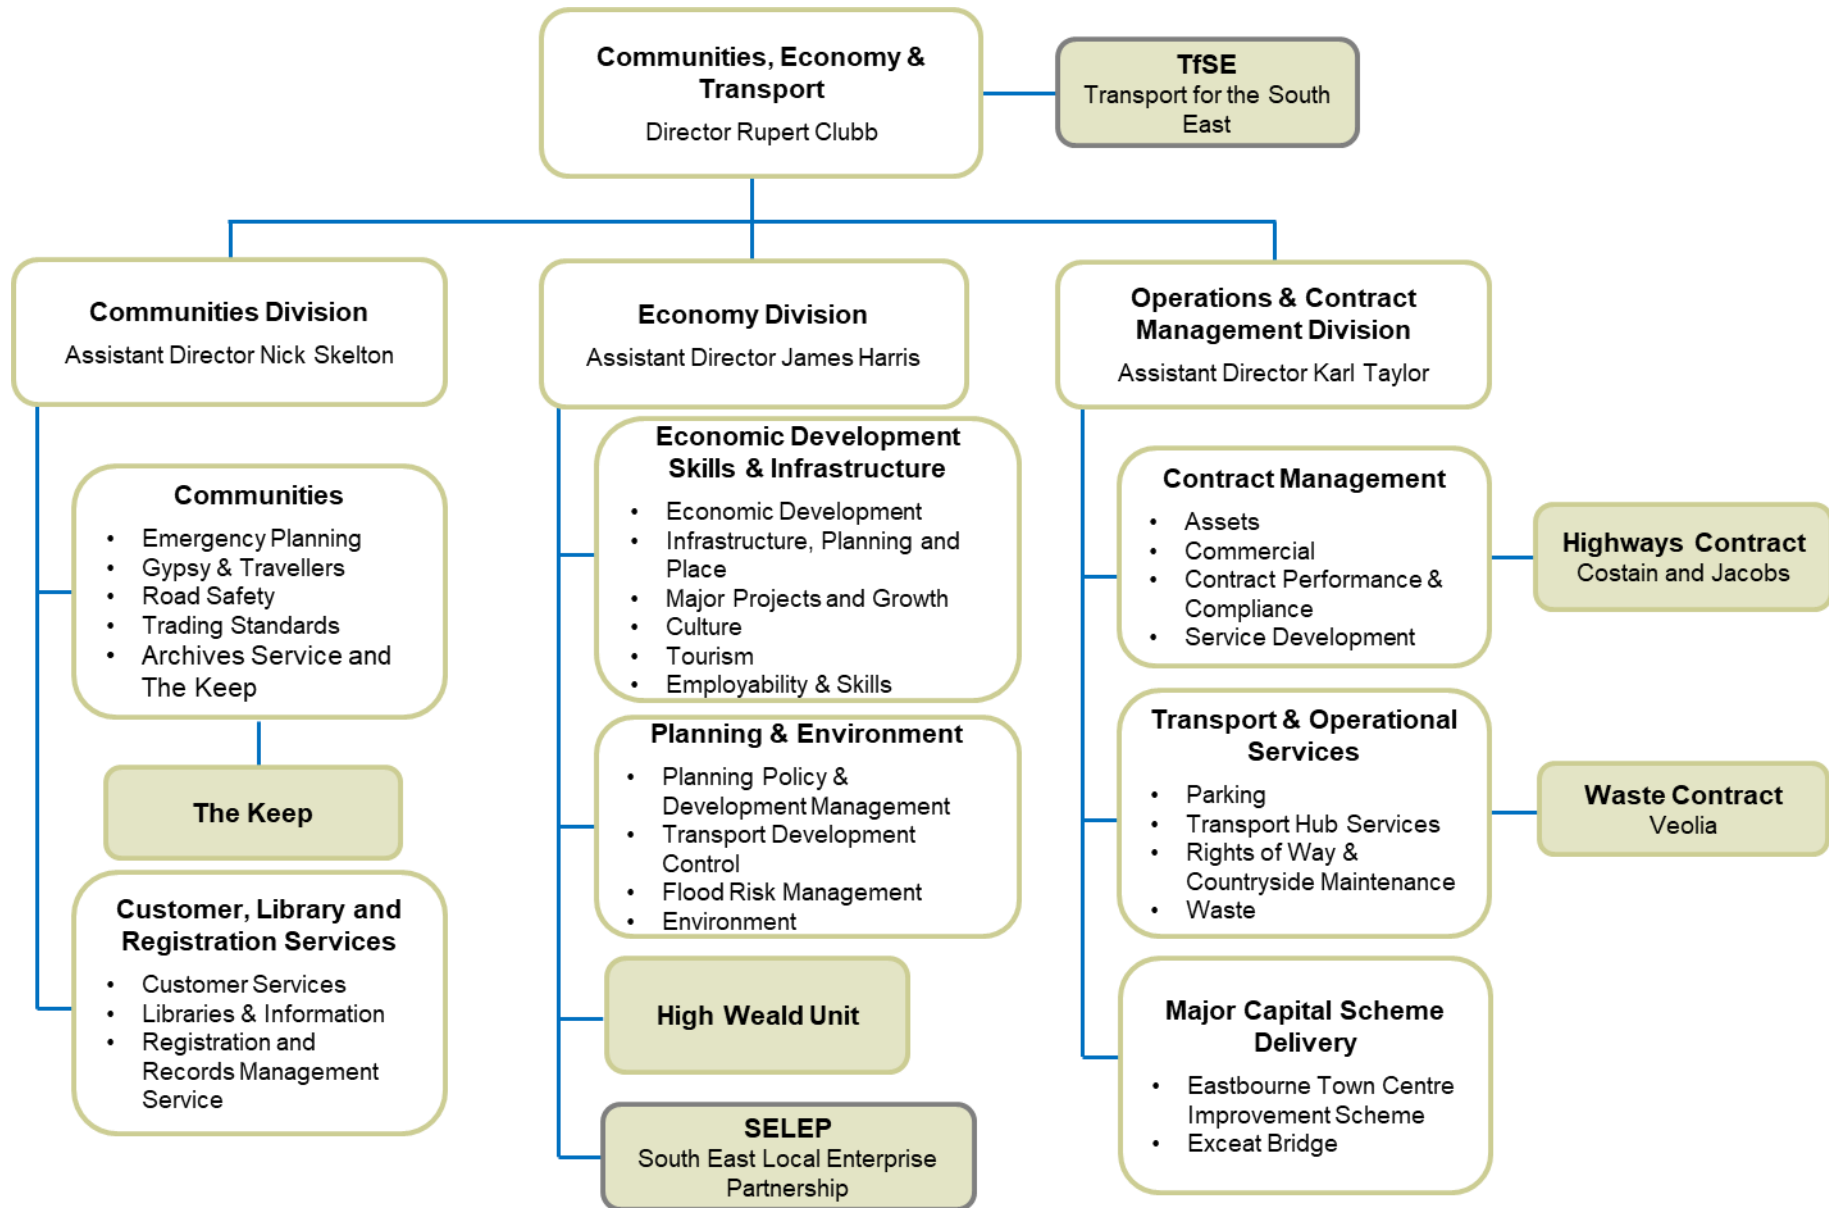 Communities, Economy &
Transport
Director Rupert Clubb
TfSE
Transport for the South
East
Communities Division
Assistant Director Nick Skelton
Communities
• Emergency Planning
• Gypsy & Travellers
• Road Safety
• Trading Standards
• Archives Service and
The Keep
The Keep
Customer, Library and
Registration Services
• Customer Services
• Libraries & Information
• Registration and
Records Management
Service
Economy Division
Assistant Director James Harris
Economic Development
Skills & Infrastructure
• Economic Development
• Infrastructure, Planning and
Place
• Major Projects and Growth
• Culture
• Tourism
• Employability & Skills
Planning & Environment
• Planning Policy &
Development Management
• Transport Development
Control
• Flood Risk Management
• Environment
High Weald Unit
SELEP
South East Local Enterprise
Partnership
Operations & Contract
Management Division
Assistant Director Karl Taylor
Contract Management
• Assets
• Commercial
• Contract Performance &
Compliance
• Service Development
Highways Contract
Costain and Jacobs
Transport & Operational
Services
• Parking
• Transport Hub Services
• Rights of Way &
Countryside Maintenance
• Waste
Waste Contract
Veolia
Major Capital Scheme
Delivery
• Eastbourne Town Centre
Improvement Scheme
• Exceat Bridge